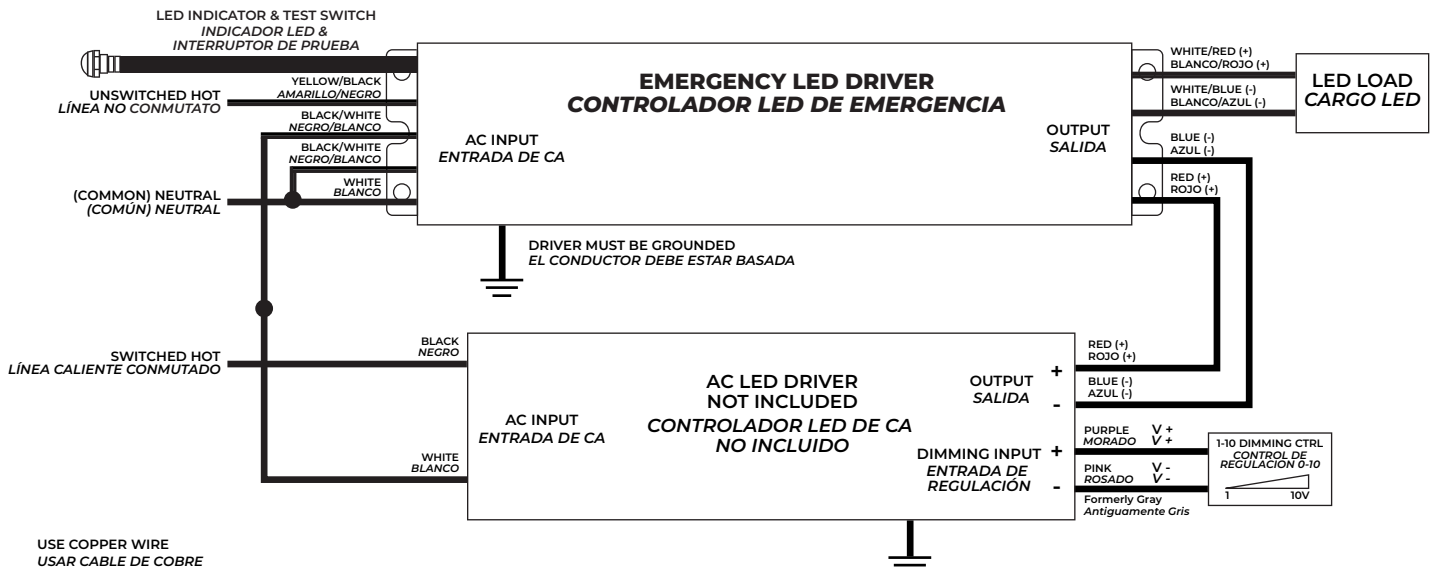 LED INDICATOR & TEST SWITCH
INDICADOR LED &
INTERRUPTOR DE PRUEBA
UNSWITCHED HOT
LÍNEA NO CONMUTATO
YELLOW/BLACK
AMARILLO/NEGRO
BLACK/WHITE
NEGRO/BLANCO
BLACK/WHITE
NEGRO/BLANCO
WHITE
BLANCO
(COMMON) NEUTRAL
(COMÚN) NEUTRAL
EMERGENCY LED DRIVER
CONTROLADOR LED DE EMERGENCIA
AC INPUT
ENTRADA DE CA
OUTPUT
SALIDA
WHITE/RED (+)
BLANCO/ROJO (+)
WHITE/BLUE (-)
BLANCO/AZUL (-)
BLUE (-)
AZUL (-)
RED (+)
ROJO (+)
LED LOAD
CARGO LED
DRIVER MUST BE GROUNDED
EL CONDUCTOR DEBE ESTAR BASADA
SWITCHED HOT
LÍNEA CALIENTE CONMUTADO
BLACK
NEGRO
WHITE
BLANCO
AC INPUT
ENTRADA DE CA
AC LED DRIVER
NOT INCLUDED
CONTROLADOR LED DE CA
NO INCLUIDO
OUTPUT
SALIDA
+
-
RED (+)
ROJO (+)
BLUE (-)
AZUL (-)
DIMMING INPUT
ENTRADA DE
REGULACIÓN
+
-
PURPLE V +
MORADO V +
PINK V -
ROSADO V -
Formerly Gray
Antiguamente Gris
1-10 DIMMING CTRL
CONTROL DE
REGULACIÓN 0-10
1 10V
USE COPPER WIRE
USAR CABLE DE COBRE